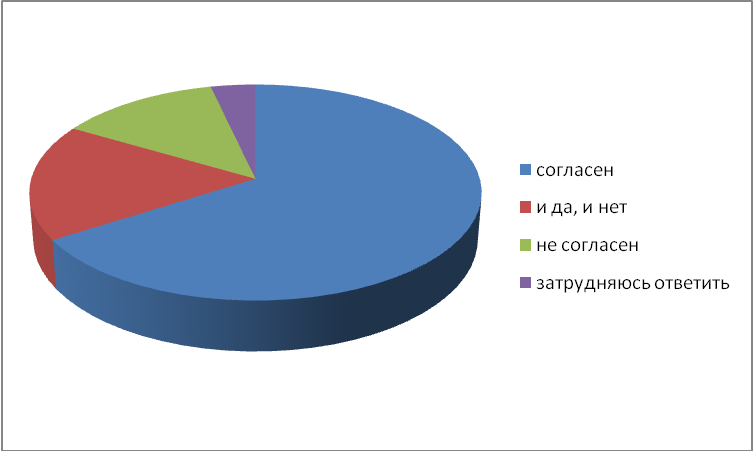 согласен
и да, и нет
не согласен
затрудняюсь ответить